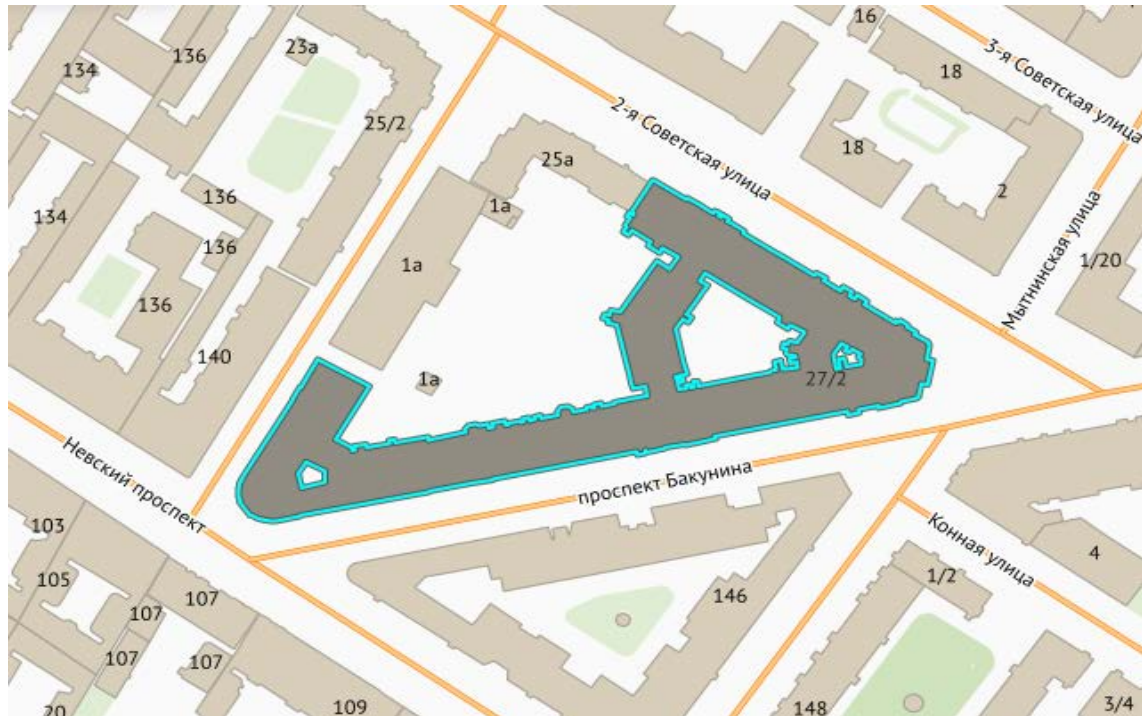 16
136
23а
18
3-я Советская улица
134
25/2
2-я Советская улица
25а
18
136
1а
2
134
136
Мытнинская улица
1а
1/20
136
140
1а
27/2
Невский проспект
проспект Бакунина
103
Конная улица
4
105
107
107
1/2
146
107
107
20
109
148
3/4